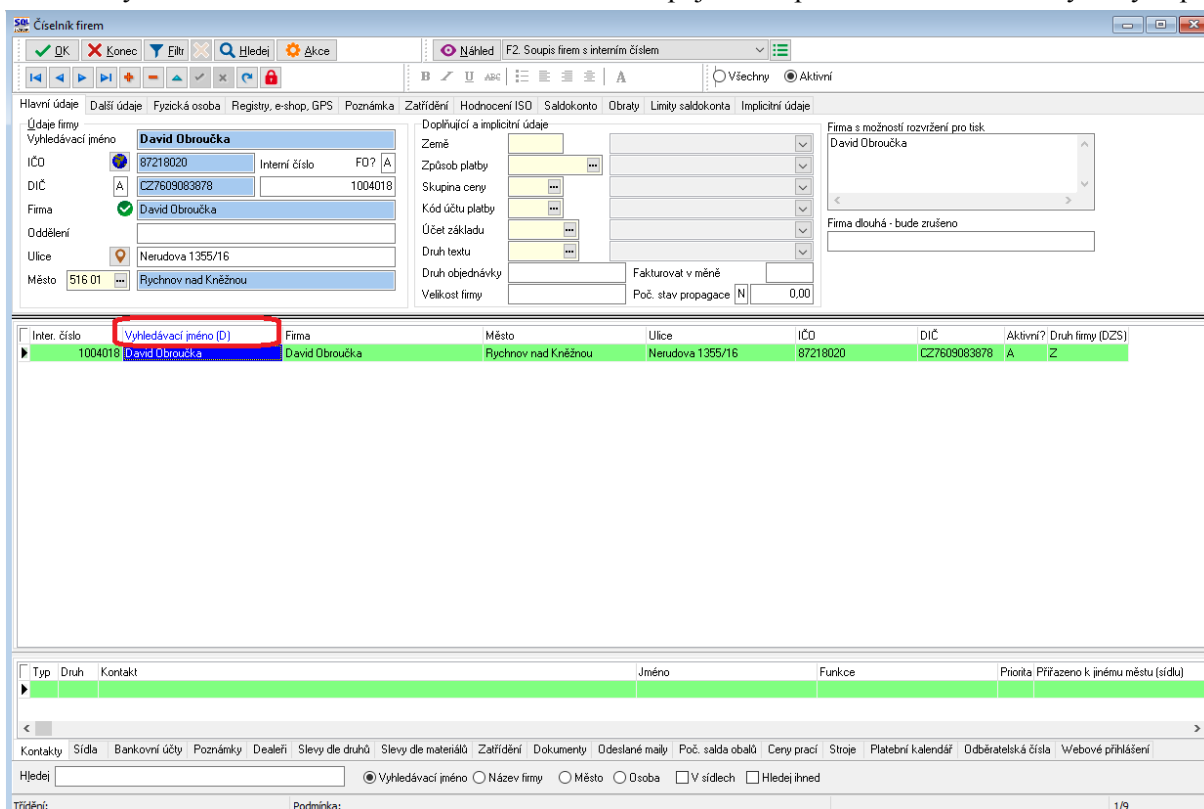 Číselník firem
OK Konec Filtr Hledej Akce Náhled F2. Soupis firem s interním číslem
B I U ABC A Všechny Aktivní
Hlavní údaje Další údaje Fyzická osoba Registry, e-shop, GPS Poznámka Zatřídění Hodnocení ISO Saldokonto Obraty Limity saldokonta Implicitní údaje
Údaje firmy Doplňující a implicitní údaje Firma s možností rozvržení pro tisk
Vyhledávací jméno David Obroučka Země David Obroučka
IČO 87218020 Interní číslo FO? A Způsob platby
DIČ A CZ7609083878 1004018 Skupina ceny
Firma David Obroučka Kód účtu platby
Oddělení Účet základu Firma dlouhá - bude zrušeno
Ulice Nerudova 1355/16 Druh textu
Město 516 01 Rychnov nad Kněžnou Druh objednávky Fakturovat v měně
Velikost firmy Poč. stav propagace N 0,00
Inter. číslo Vyhledávací jméno (D) Firma Město Ulice IČO DIČ Aktivní? Druh firmy (DZS)
1004018 David Obroučka David Obroučka Rychnov nad Kněžnou Nerudova 1355/16 87218020 CZ7609083878 A Z
Typ Druh Kontakt Jméno Funkce Priorita Přiřazeno k jinému městu (sídlu)
Kontakty Sídla Bankovní účty Poznámky Dealeři Slevy dle druhů Slevy dle materiálů Zatřídění Dokumenty Odeslané maily Poč. salda obalů Ceny prací Stroje Platební kalendář Odběratelská čísla Webové přihlášení
Hledej Vyhledávací jméno Název firmy Město Osoba V sídlech Hledej ihned
Třídění: Podmínka: 1/9